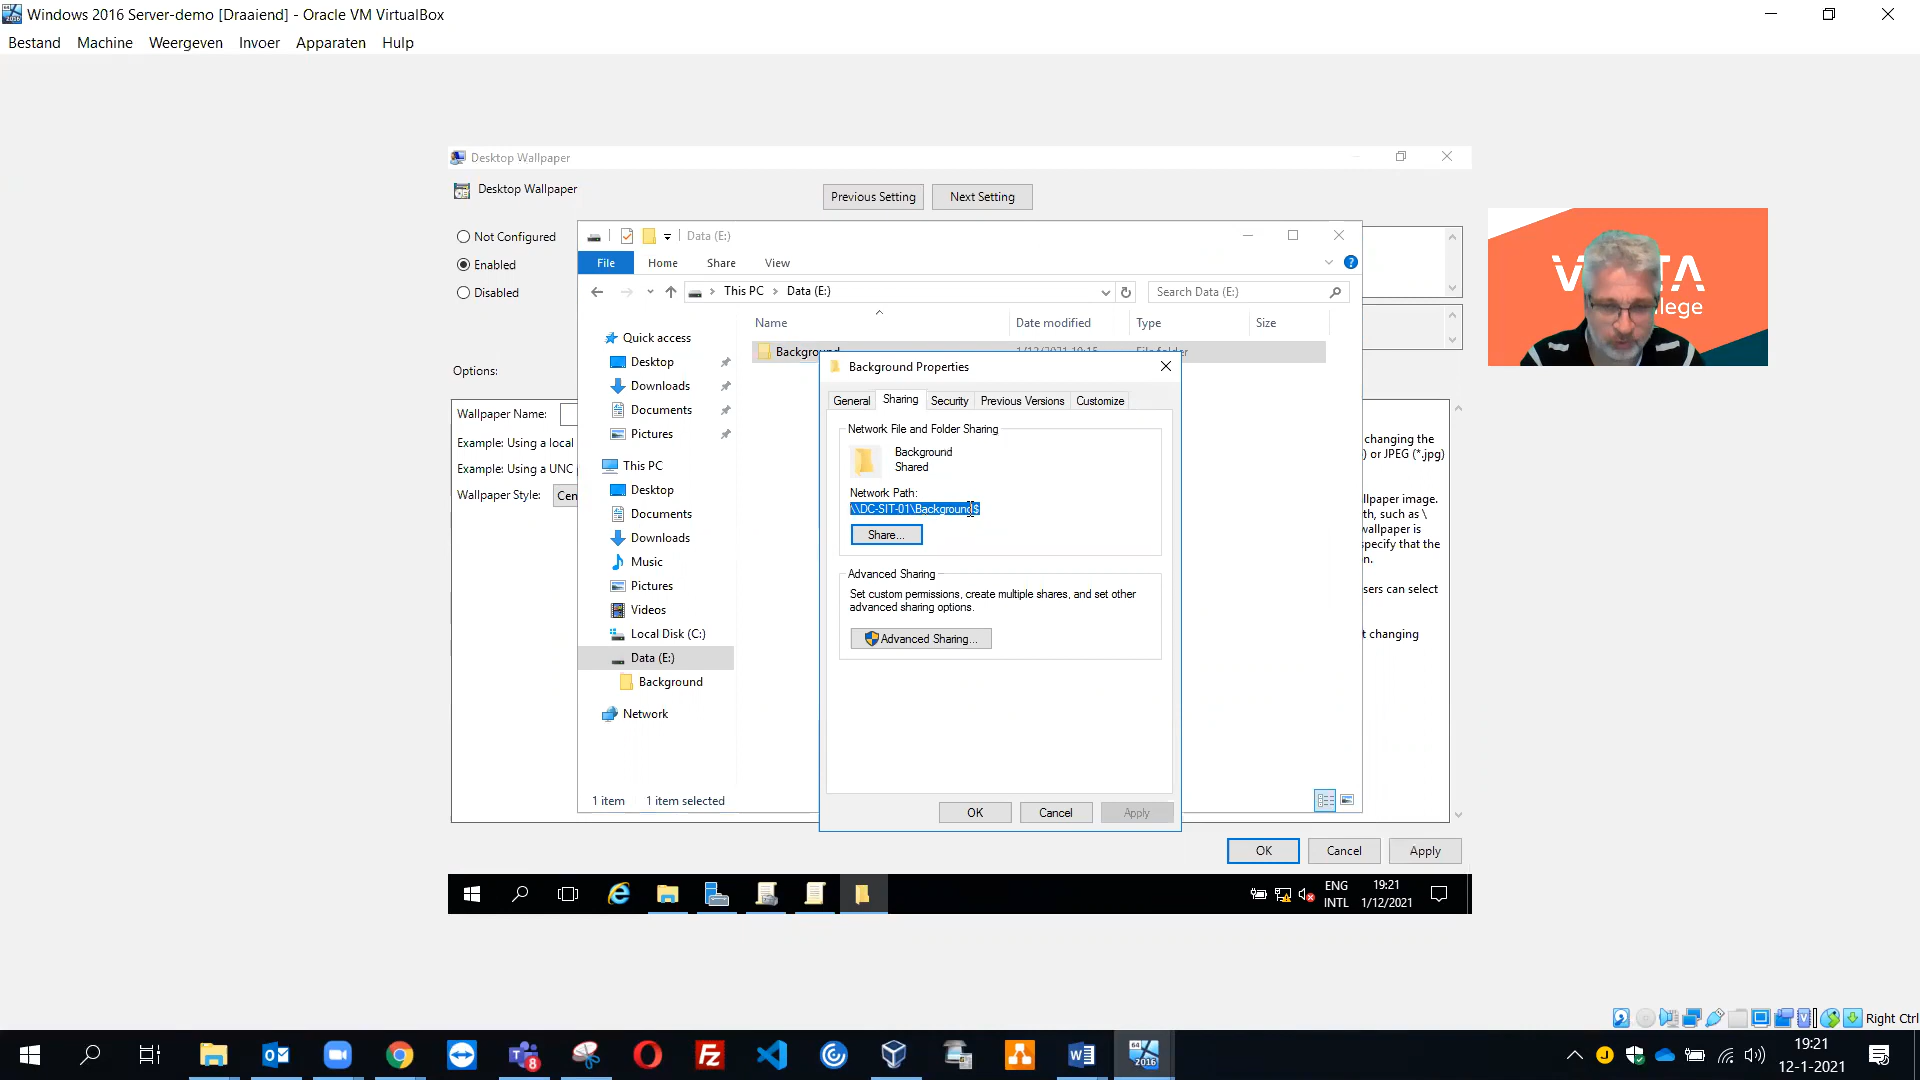 Windows 2016 Server-demo [Draaiend] - Oracle VM VirtualBox
Bestand Machine Weergeven Invoer Apparaten Hulp
Desktop Wallpaper
Desktop Wallpaper
Previous Setting
Next Setting
Not Configured
Enabled
Disabled
Options:
Wallpaper Name:
Example: Using a local
Example: Using a UNC
Wallpaper Style: Cen
Data (E:)
File Home Share View
This PC > Data (E:)
Search Data (E:)
Name Date modified Type Size
Quick access
Desktop
Downloads
Documents
Pictures
This PC
Desktop
Documents
Downloads
Music
Pictures
Videos
Local Disk (C:)
Data (E:)
Background
Network
1 item 1 item selected
Background
Background Properties
General Sharing Security Previous Versions Customize
Network File and Folder Sharing
Background
Shared
Network Path:
\\DC-SIT-01\Background$
Share...
Advanced Sharing
Set custom permissions, create multiple shares, and set other
advanced sharing options.
Advanced Sharing...
OK Cancel Apply
changing the
) or JPEG (*.jpg)
llpaper image.
th, such as \
wallpaper is
specify that the
n.
sers can select
t changing
OK Cancel Apply
ENG
INTL
19:21
1/12/2021
Right Ctrl
8
64
2016
19:21
12-1-2021